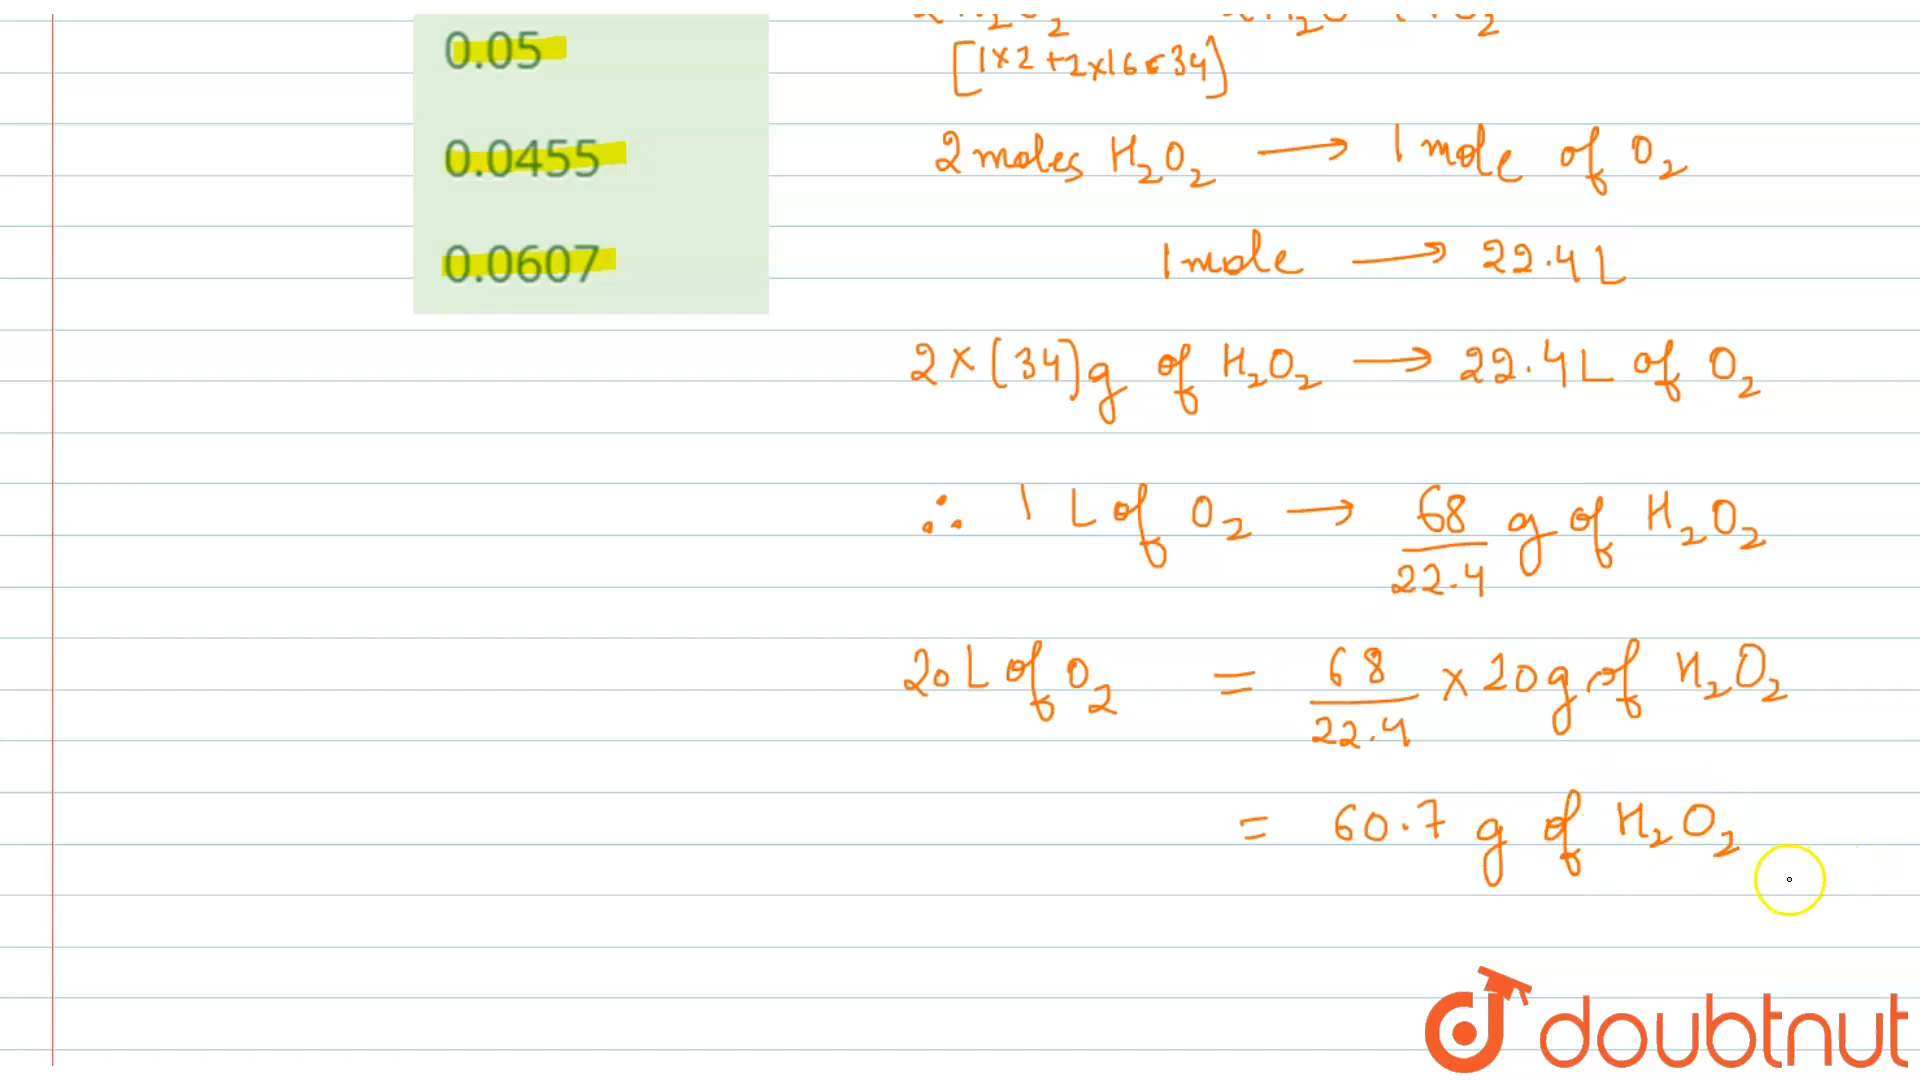 0.05
0.0455
0.0607
[1×2+2×16=34]
2 moles H₂O₂ → 1 mole of O₂
1 mole → 22.4 L
2×(34)g of H₂O₂ → 22.4 L of O₂
∴ 1 L of O₂ → 68/22.4 g of H₂O₂
20 L of O₂ = 68/22.4 × 20 g of H₂O₂
= 60.7 g of H₂O₂
doubtnut